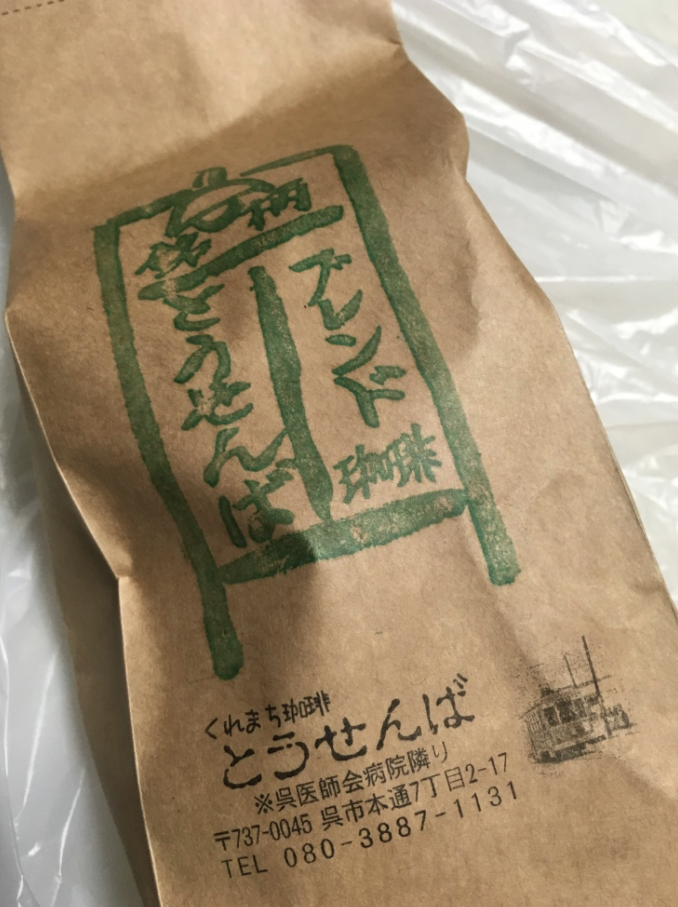 ブレンド珈琲
とうせんば
くれまち珈琲
とうせんば
※呉医師会病院隣り
〒737-0045 呉市本通7丁目2-17
TEL 080-3887-1131